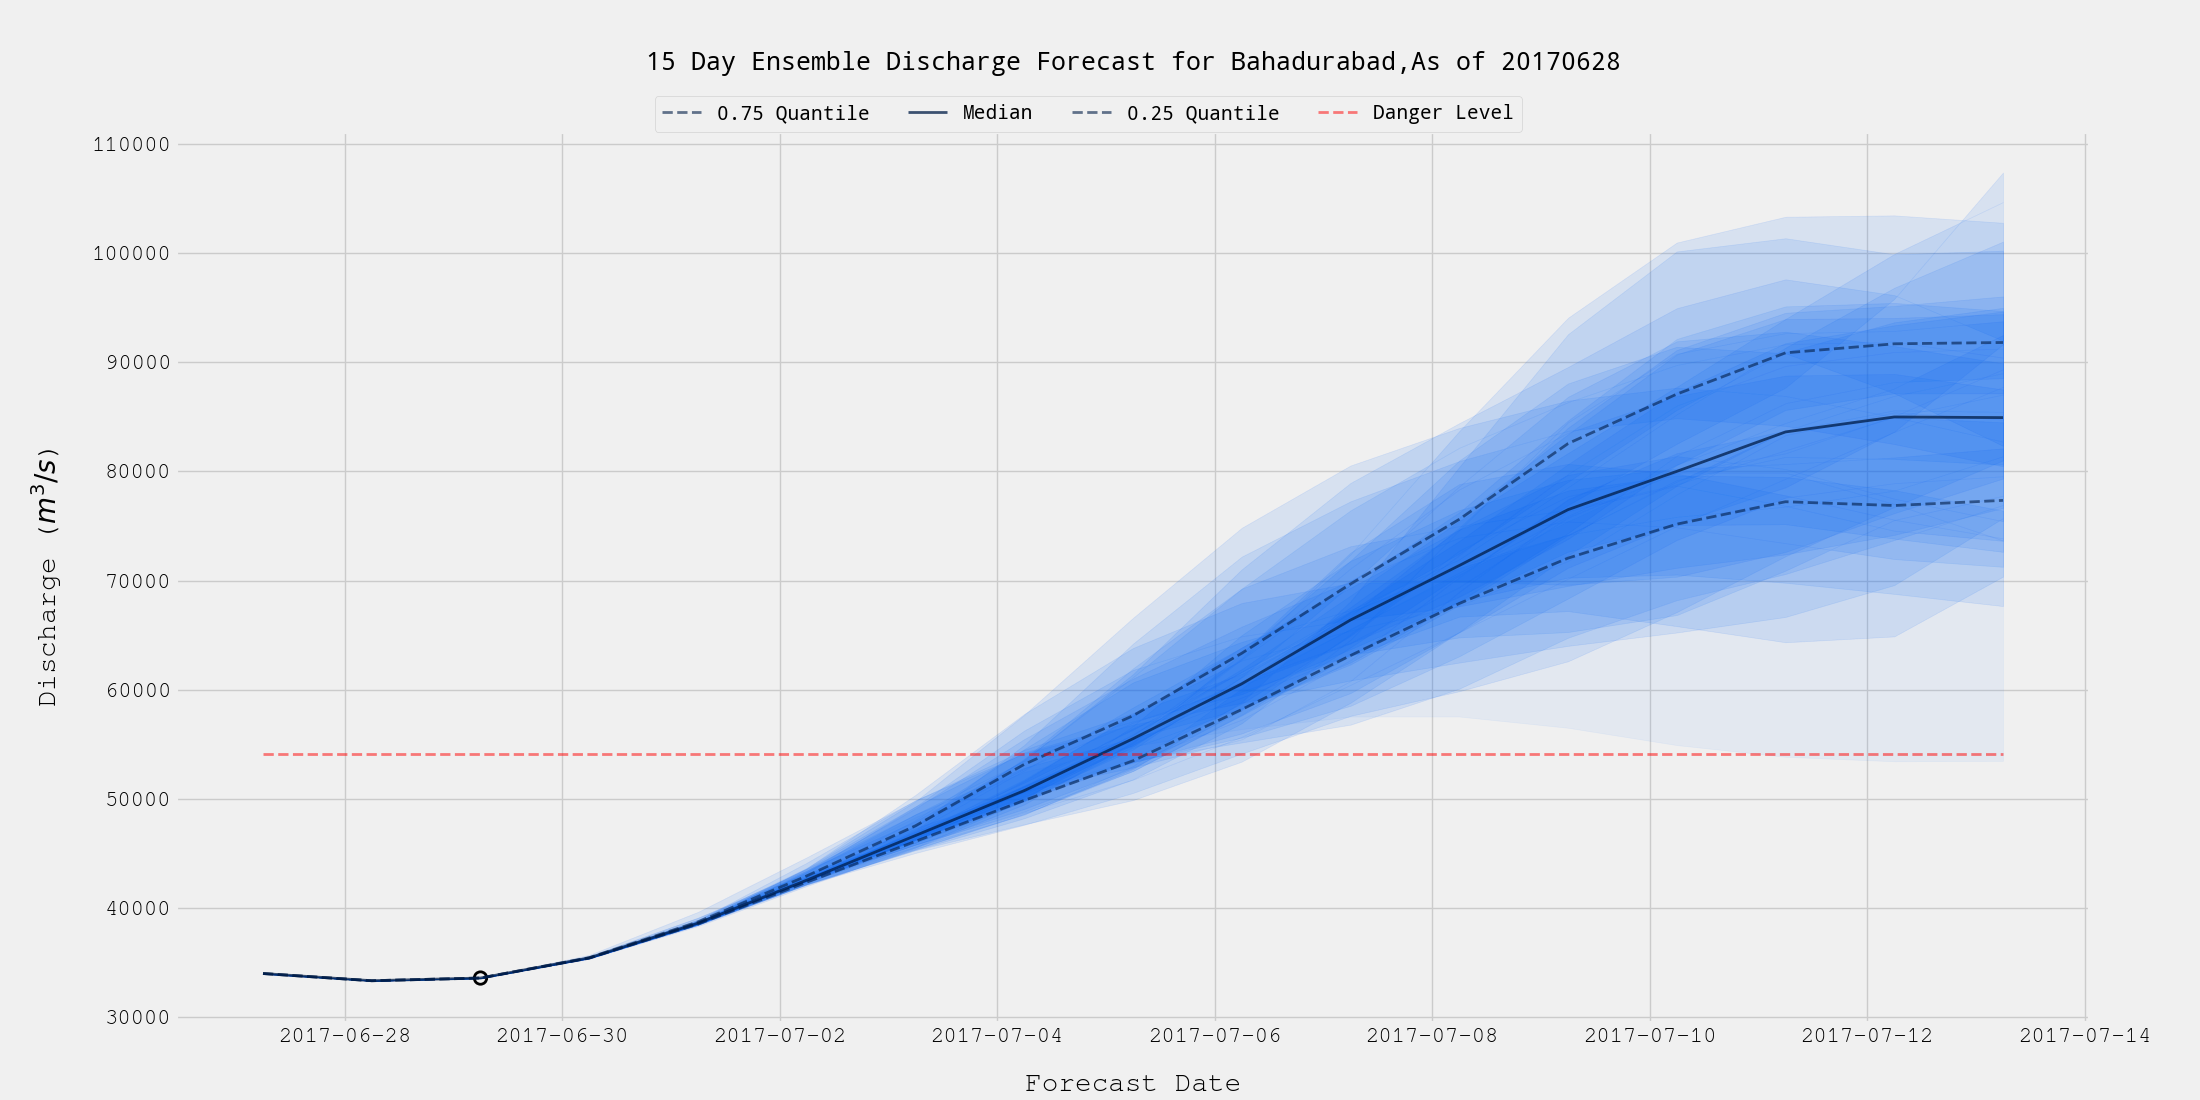 15 Day Ensemble Discharge Forecast for Bahadurabad,As of 20170628
0.75 Quantile Median 0.25 Quantile Danger Level
110000
100000
90000
80000
70000
60000
50000
40000
30000
Discharge (m³/s)
2017-06-28 2017-06-30 2017-07-02 2017-07-04 2017-07-06 2017-07-08 2017-07-10 2017-07-12 2017-07-14
Forecast Date